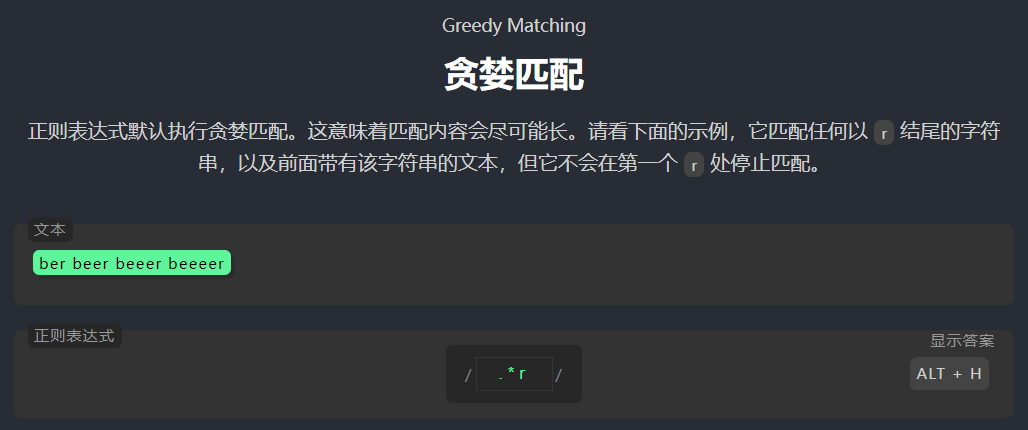 Greedy Matching
贪婪匹配
正则表达式默认执行贪婪匹配。这意味着匹配内容会尽可能长。请看下面的示例，它匹配任何以 r 结尾的字符
串，以及前面带有该字符串的文本，但它不会在第一个 r 处停止匹配。
文本
ber beer beeer beeeer
正则表达式
显示答案
/ .*r /
ALT + H